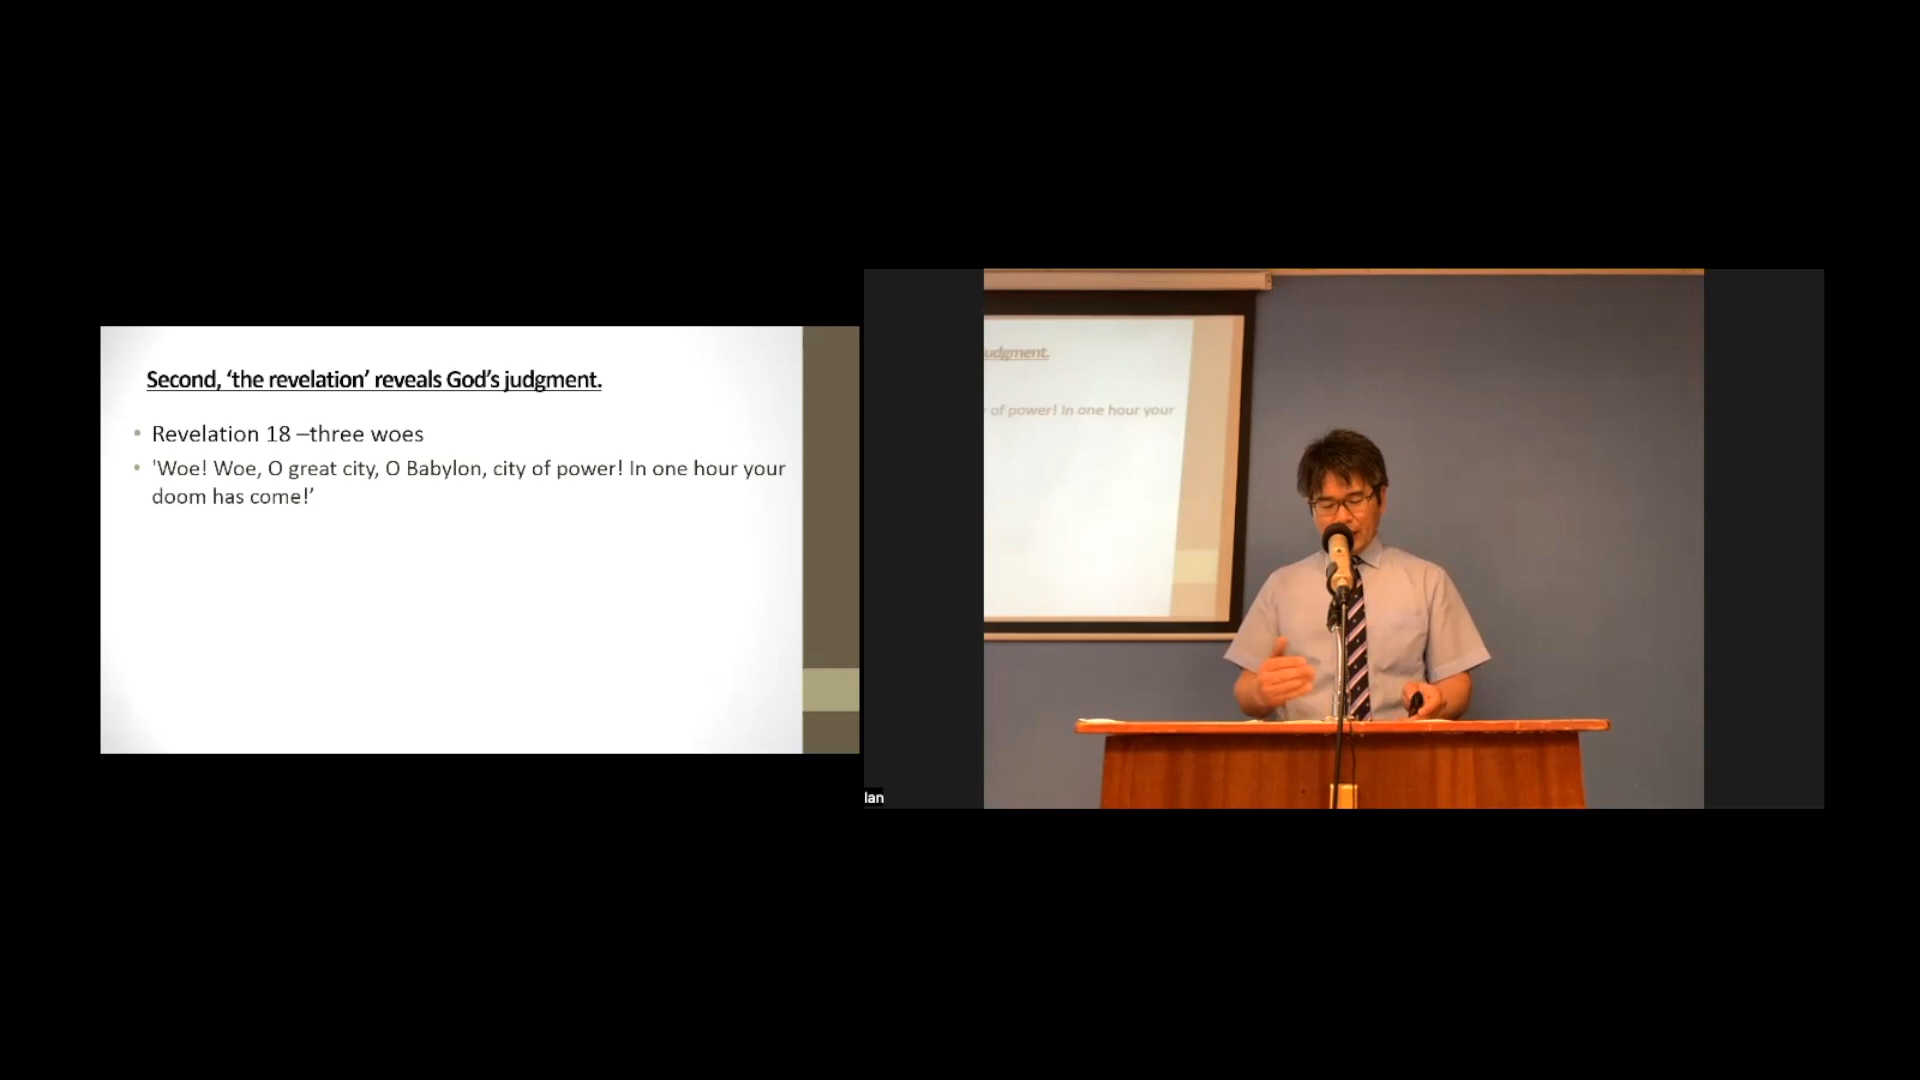 Second, ‘the revelation’ reveals God’s judgment.
• Revelation 18 –three woes
• 'Woe! Woe, O great city, O Babylon, city of power! In one hour your
doom has come!’
udgment.
of power! In one hour your
lan